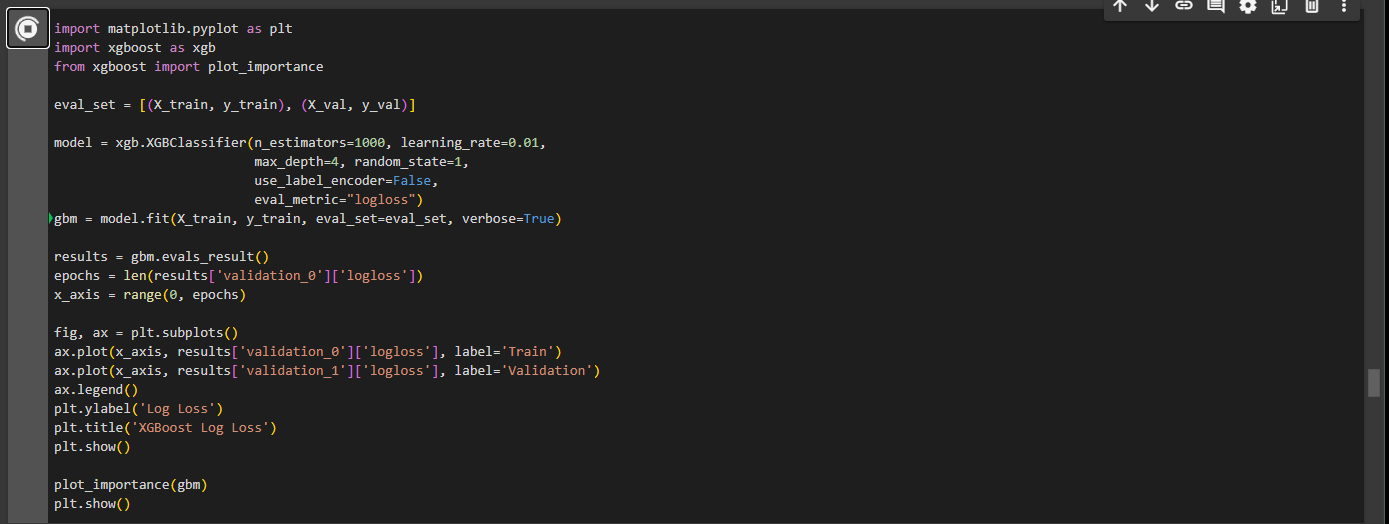 import matplotlib.pyplot as plt
import xgboost as xgb
from xgboost import plot_importance

eval_set = [(X_train, y_train), (X_val, y_val)]

model = xgb.XGBClassifier(n_estimators=1000, learning_rate=0.01,
                          max_depth=4, random_state=1,
                          use_label_encoder=False,
                          eval_metric="logloss")
gbm = model.fit(X_train, y_train, eval_set=eval_set, verbose=True)

results = gbm.evals_result()
epochs = len(results['validation_0']['logloss'])
x_axis = range(0, epochs)

fig, ax = plt.subplots()
ax.plot(x_axis, results['validation_0']['logloss'], label='Train')
ax.plot(x_axis, results['validation_1']['logloss'], label='Validation')
ax.legend()
plt.ylabel('Log Loss')
plt.title('XGBoost Log Loss')
plt.show()

plot_importance(gbm)
plt.show()